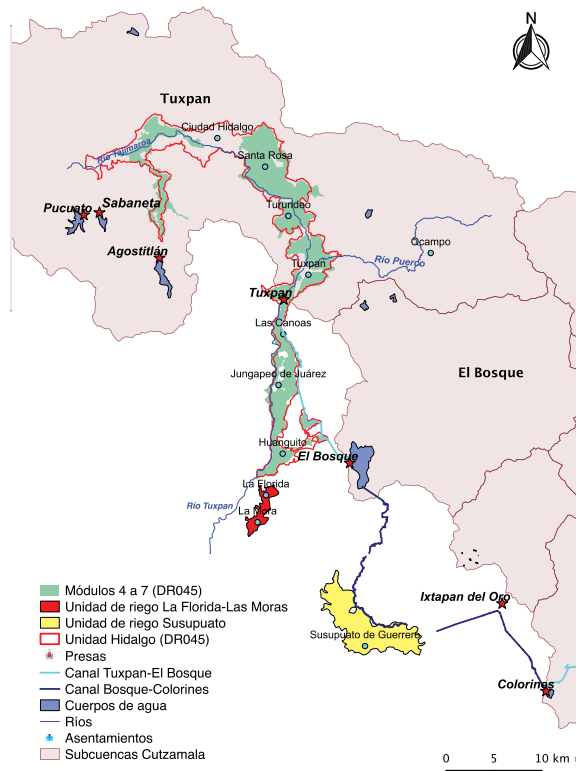 N
Tuxpan
Ciudad Hidalgo
Río Tajimaroa
Santa Rosa
Pucuato
Sabaneta
Turundeo
Agostitlán
Ocampo
Tuxpan
Río Puerco
Tuxpan
Las Canoas
Jungapeo de Juárez
El Bosque
Huanguito
El Bosque
La Florida
Río Tuxpan
La Mora
Módulos 4 a 7 (DR045)
Unidad de riego La Florida-Las Moras
Ixtapan del Oro
Unidad de riego Susupuato
Susupuato de Guerrero
Unidad Hidalgo (DR045)
Presas
Canal Tuxpan-El Bosque
Colorines
Canal Bosque-Colorines
Cuerpos de agua
Ríos
Asentamientos
Subcuencas Cutzamala
0 5 10 km